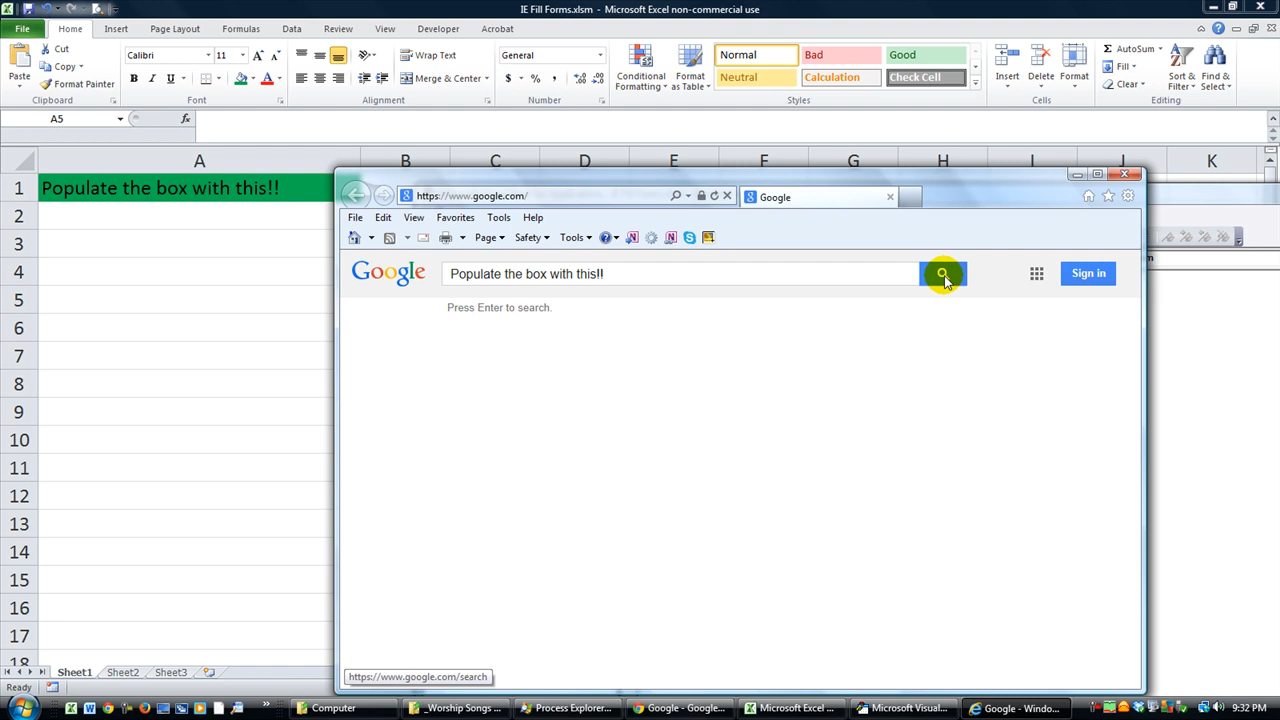 IE Fill Forms.xlsm - Microsoft Excel non-commercial use
File Home Insert Page Layout Formulas Data Review View Developer Acrobat
Paste Cut Copy Format Painter
Calibri 11
B I U
Wrap Text
Merge & Center
General
$ % ,
Conditional Formatting
Format as Table
Normal Bad Good
Neutral Calculation Check Cell
Insert Delete Format
AutoSum
Fill
Clear
Sort & Filter
Find & Select
Clipboard Font Alignment Number Styles Cells Editing
A5 fx
A B C D E F G H I J K
1 Populate the box with this!!
2
3
4
5
6
7
8
9
10
11
12
13
14
15
16
17
18
https://www.google.com/
Google
File Edit View Favorites Tools Help
Page Safety Tools
Google Populate the box with this!! Sign in
Press Enter to search.
https://www.google.com/search
Sheet1 Sheet2 Sheet3
Ready
Computer _Worship Songs ... Process Explorer... Google - Google... Microsoft Excel ... Microsoft Visual... Google - Windo... 9:32 PM